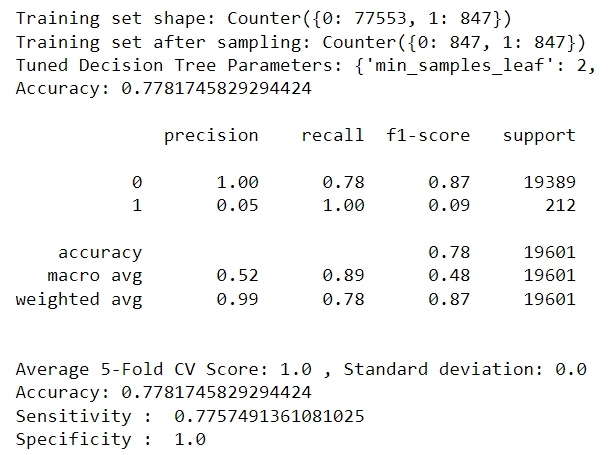 Training set shape: Counter({0: 77553, 1: 847})
Training set after sampling: Counter({0: 847, 1: 847})
Tuned Decision Tree Parameters: {'min_samples_leaf': 2,
Accuracy: 0.7781745829294424
precision recall f1-score support
0 1.00 0.78 0.87 19389
1 0.05 1.00 0.09 212
accuracy 0.78 19601
macro avg 0.52 0.89 0.48 19601
weighted avg 0.99 0.78 0.87 19601
Average 5-Fold CV Score: 1.0 , Standard deviation: 0.0
Accuracy: 0.7781745829294424
Sensitivity : 0.7757491361081025
Specificity : 1.0